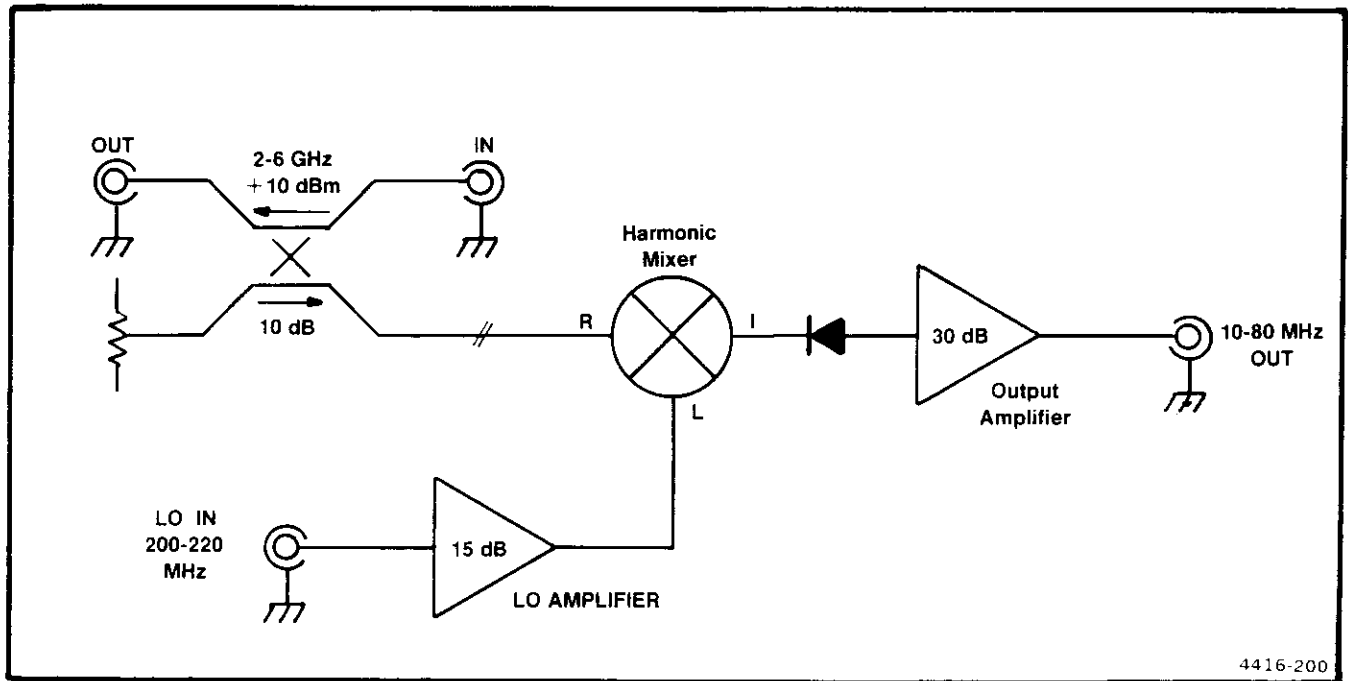 OUT
2-6 GHz
+10 dBm
IN
10 dB
Harmonic
Mixer
R
I
L
30 dB
Output
Amplifier
10-80 MHz
OUT
LO IN
200-220
MHz
15 dB
LO AMPLIFIER
4416-200